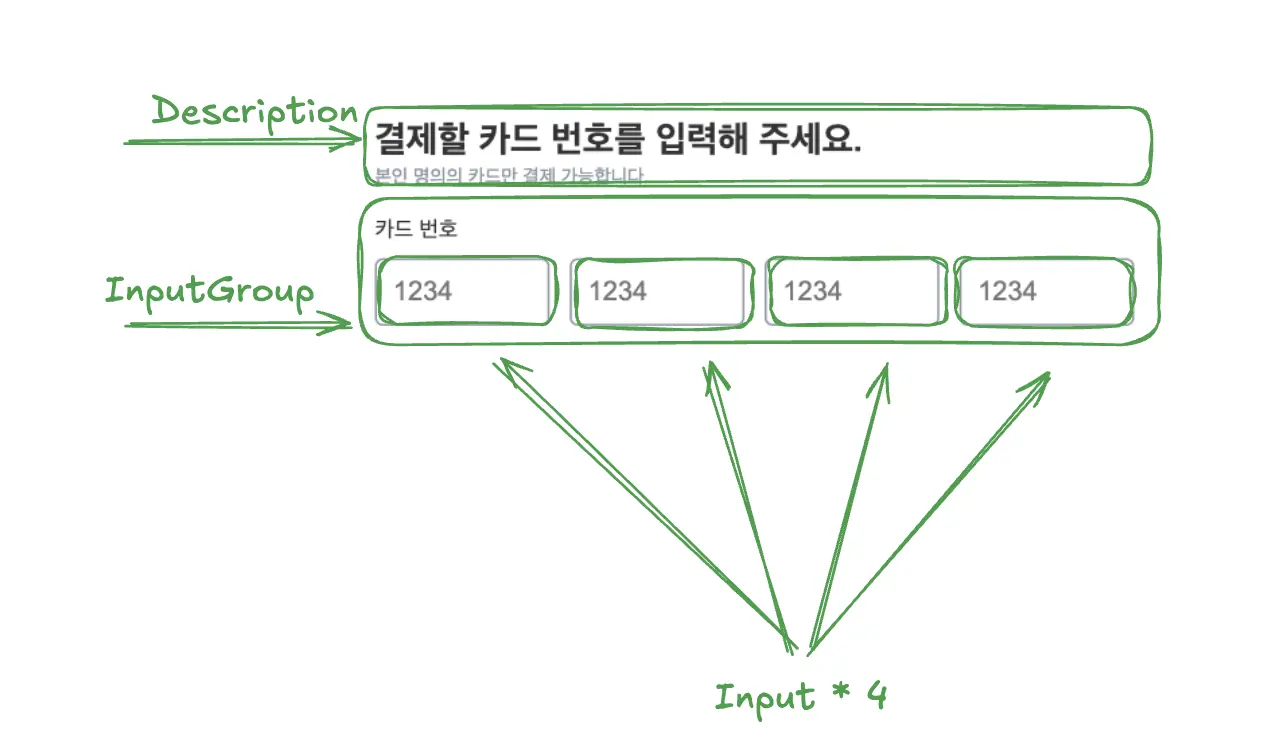 Description
결제할 카드 번호를 입력해 주세요.
본인 명의의 카드만 결제 가능합니다
카드 번호
InputGroup
1234 1234 1234 1234
Input * 4